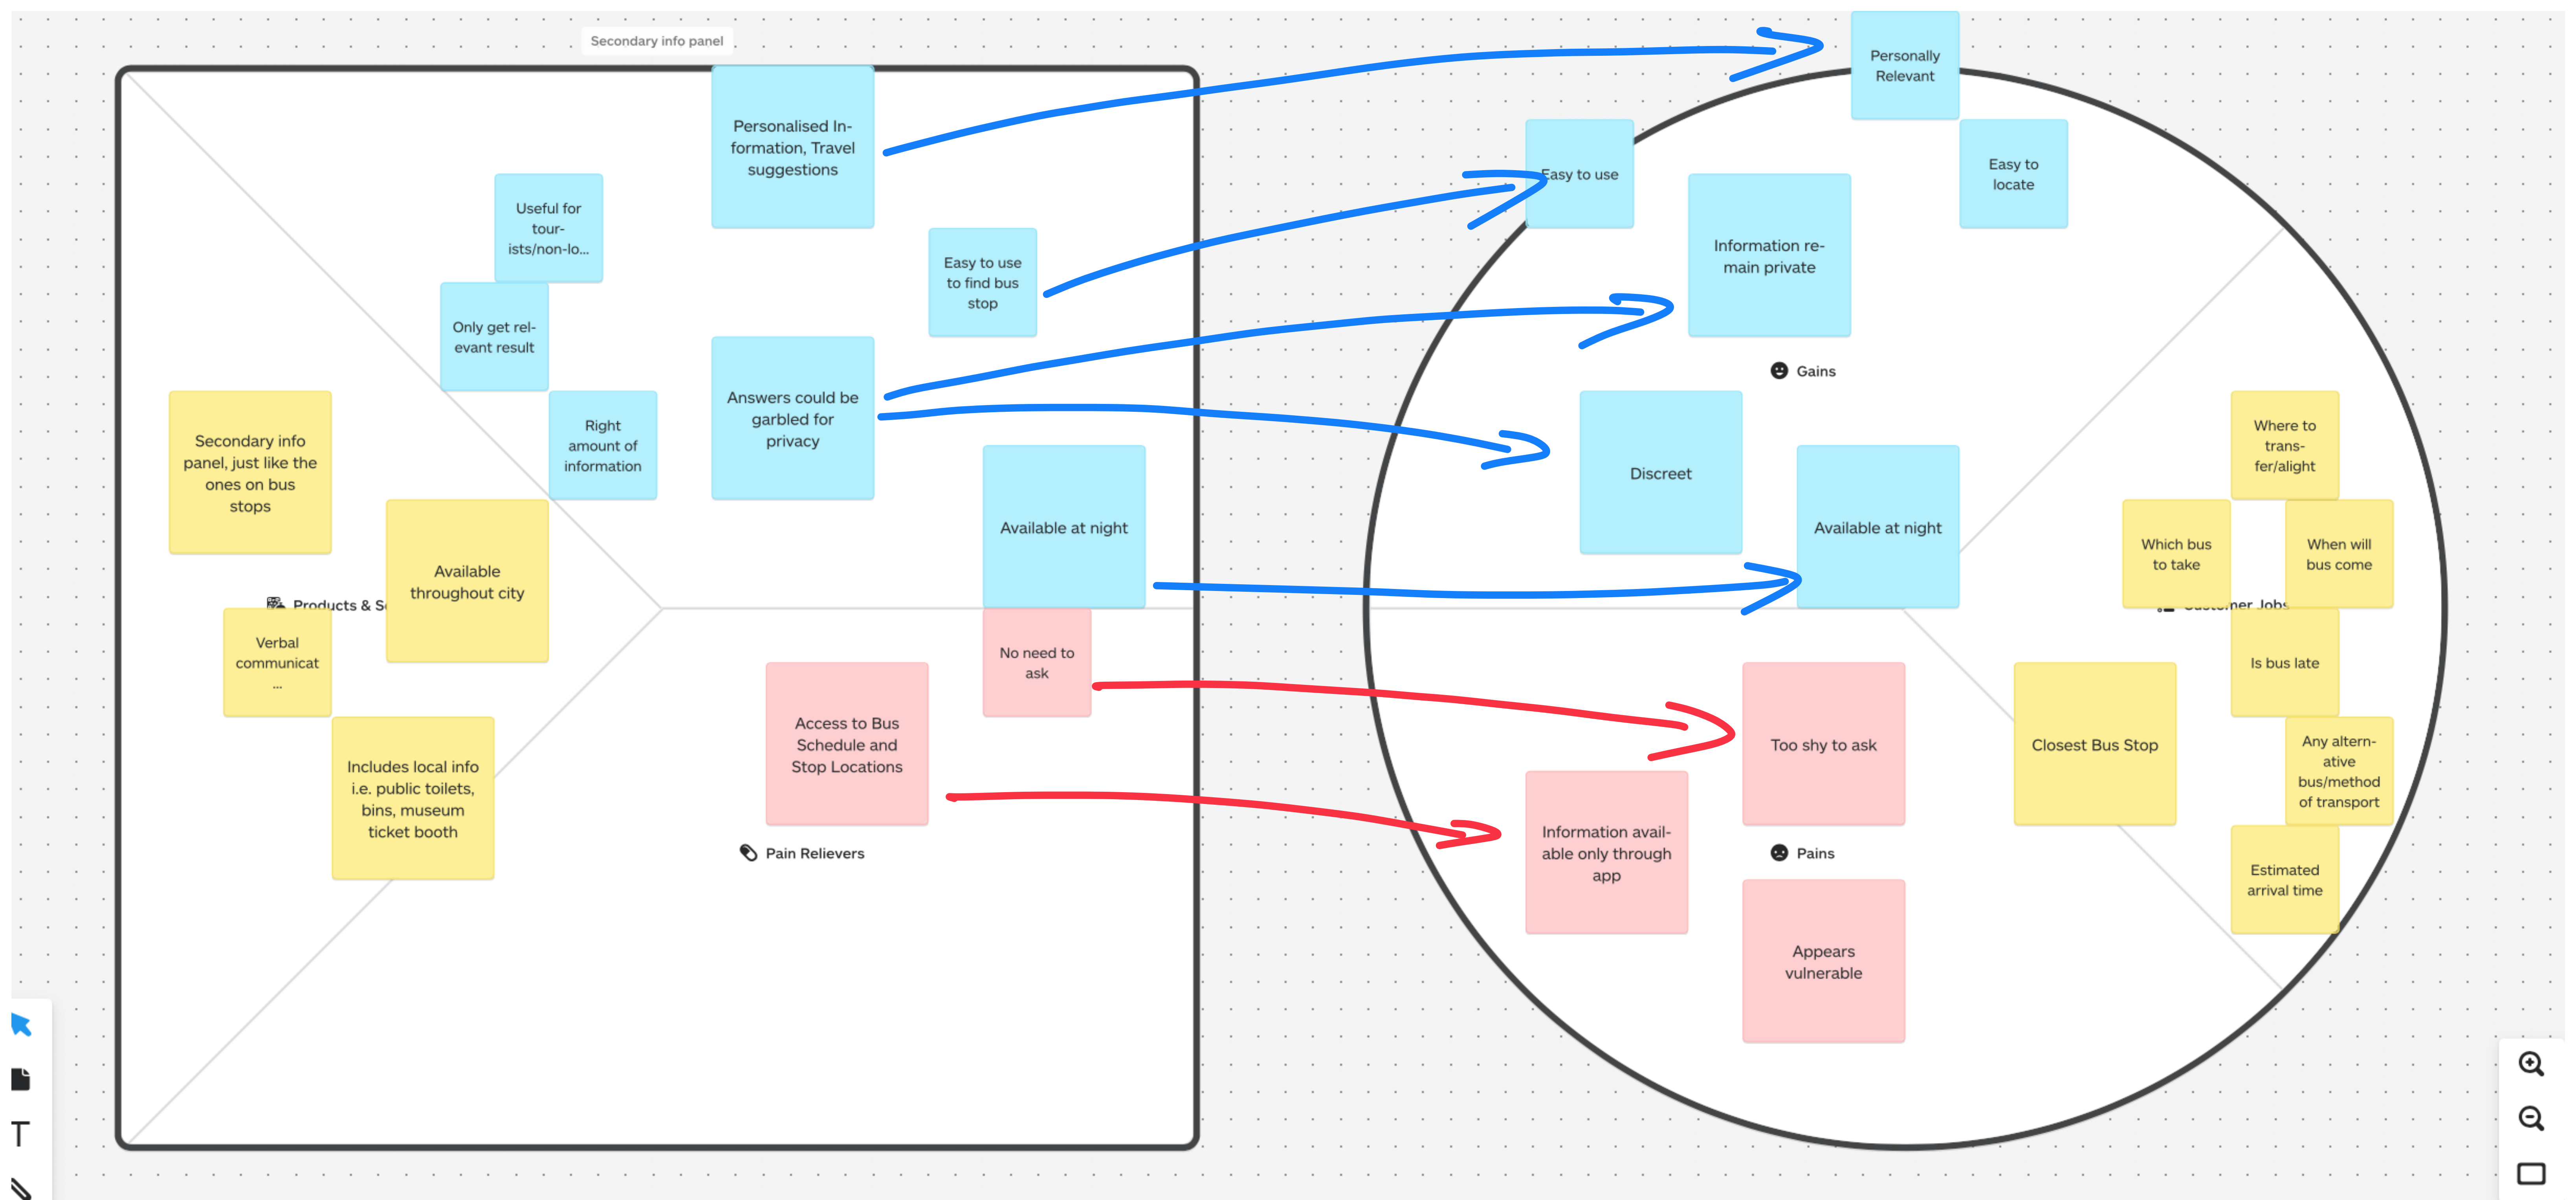 Secondary info panel
Personalised In-
formation, Travel
suggestions
Useful for
tour-
ists/non-lo...
Easy to use
to find bus
stop
Only get rel-
evant result
Answers could be
garbled for
privacy
Right
amount of
information
Secondary info
panel, just like the
ones on bus
stops
Available at night
Available
throughout city
Products & Se
Verbal
communicat
...
Includes local info
i.e. public toilets,
bins, museum
ticket booth
No need to
ask
Access to Bus
Schedule and
Stop Locations
Pain Relievers
Personally
Relevant
Easy to use
Easy to
locate
Information re-
main private
Gains
Discreet
Available at night
Where to
trans-
fer/alight
Which bus
to take
When will
bus come
Customer Jobs
Is bus late
Closest Bus Stop
Any altern-
ative
bus/method
of transport
Estimated
arrival time
Too shy to ask
Information avail-
able only through
app
Pains
Appears
vulnerable
T